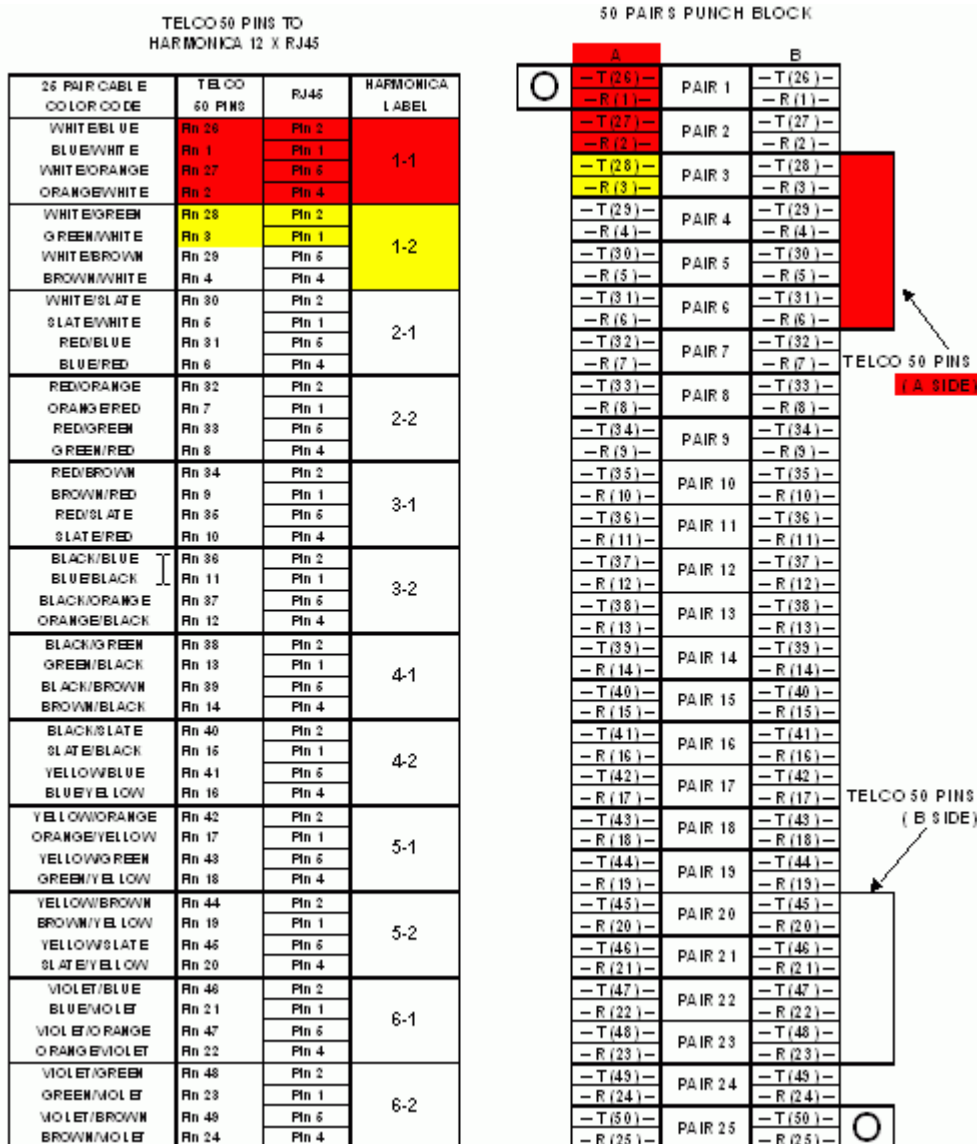 TELCO 50 PINS TO
HARMONICA 12 X RJ45
25 PAIR CABLE COLOR CODE TELCO 50 PINS RJ45 HARMONICA LABEL
WHITE/BLUE Pin 26 Pin 2
BLUE/WHITE Pin 1 Pin 1
1-1
WHITE/ORANGE Pin 27 Pin 5
ORANGE/WHITE Pin 2 Pin 4
WHITE/GREEN Pin 28 Pin 2
GREEN/WHITE Pin 3 Pin 1
1-2
WHITE/BROWN Pin 29 Pin 5
BROWN/WHITE Pin 4 Pin 4
WHITE/SLATE Pin 30 Pin 2
SLATE/WHITE Pin 5 Pin 1
2-1
RED/BLUE Pin 31 Pin 5
BLUE/RED Pin 6 Pin 4
RED/ORANGE Pin 32 Pin 2
ORANGE/RED Pin 7 Pin 1
2-2
RED/GREEN Pin 33 Pin 5
GREEN/RED Pin 8 Pin 4
RED/BROWN Pin 34 Pin 2
BROWN/RED Pin 9 Pin 1
3-1
RED/SLATE Pin 35 Pin 5
SLATE/RED Pin 10 Pin 4
BLACK/BLUE Pin 36 Pin 2
BLUE/BLACK Pin 11 Pin 1
3-2
BLACK/ORANGE Pin 37 Pin 5
ORANGE/BLACK Pin 12 Pin 4
BLACK/GREEN Pin 38 Pin 2
GREEN/BLACK Pin 13 Pin 1
4-1
BLACK/BROWN Pin 39 Pin 5
BROWN/BLACK Pin 14 Pin 4
BLACK/SLATE Pin 40 Pin 2
SLATE/BLACK Pin 15 Pin 1
4-2
YELLOW/BLUE Pin 41 Pin 5
BLUE/YELLOW Pin 16 Pin 4
YELLOW/ORANGE Pin 42 Pin 2
ORANGE/YELLOW Pin 17 Pin 1
5-1
YELLOW/GREEN Pin 43 Pin 5
GREEN/YELLOW Pin 18 Pin 4
YELLOW/BROWN Pin 44 Pin 2
BROWN/YELLOW Pin 19 Pin 1
5-2
YELLOW/SLATE Pin 45 Pin 5
SLATE/YELLOW Pin 20 Pin 4
VIOLET/BLUE Pin 46 Pin 2
BLUE/VIOLET Pin 21 Pin 1
6-1
VIOLET/ORANGE Pin 47 Pin 5
ORANGE/VIOLET Pin 22 Pin 4
VIOLET/GREEN Pin 48 Pin 2
GREEN/VIOLET Pin 23 Pin 1
6-2
VIOLET/BROWN Pin 49 Pin 5
BROWN/VIOLET Pin 24 Pin 4
50 PAIRS PUNCH BLOCK
A B
T (26) PAIR 1 T (26)
R (1) R (1)
T (27) PAIR 2 T (27)
R (2) R (2)
T (28) PAIR 3 T (28)
R (3) R (3)
T (29) PAIR 4 T (29)
R (4) R (4)
T (30) PAIR 5 T (30)
R (5) R (5)
T (31) PAIR 6 T (31)
R (6) R (6)
T (32) PAIR 7 T (32)
R (7) R (7)
T (33) PAIR 8 T (33)
R (8) R (8)
T (34) PAIR 9 T (34)
R (9) R (9)
T (35) PAIR 10 T (35)
R (10) R (10)
T (36) PAIR 11 T (36)
R (11) R (11)
T (37) PAIR 12 T (37)
R (12) R (12)
T (38) PAIR 13 T (38)
R (13) R (13)
T (39) PAIR 14 T (39)
R (14) R (14)
T (40) PAIR 15 T (40)
R (15) R (15)
T (41) PAIR 16 T (41)
R (16) R (16)
T (42) PAIR 17 T (42)
R (17) R (17)
T (43) PAIR 18 T (43)
R (18) R (18)
T (44) PAIR 19 T (44)
R (19) R (19)
T (45) PAIR 20 T (45)
R (20) R (20)
T (46) PAIR 21 T (46)
R (21) R (21)
T (47) PAIR 22 T (47)
R (22) R (22)
T (48) PAIR 23 T (48)
R (23) R (23)
T (49) PAIR 24 T (49)
R (24) R (24)
T (50) PAIR 25 T (50)
R (25) R (25)
TELCO 50 PINS
( A SIDE)
TELCO 50 PINS
( B SIDE)